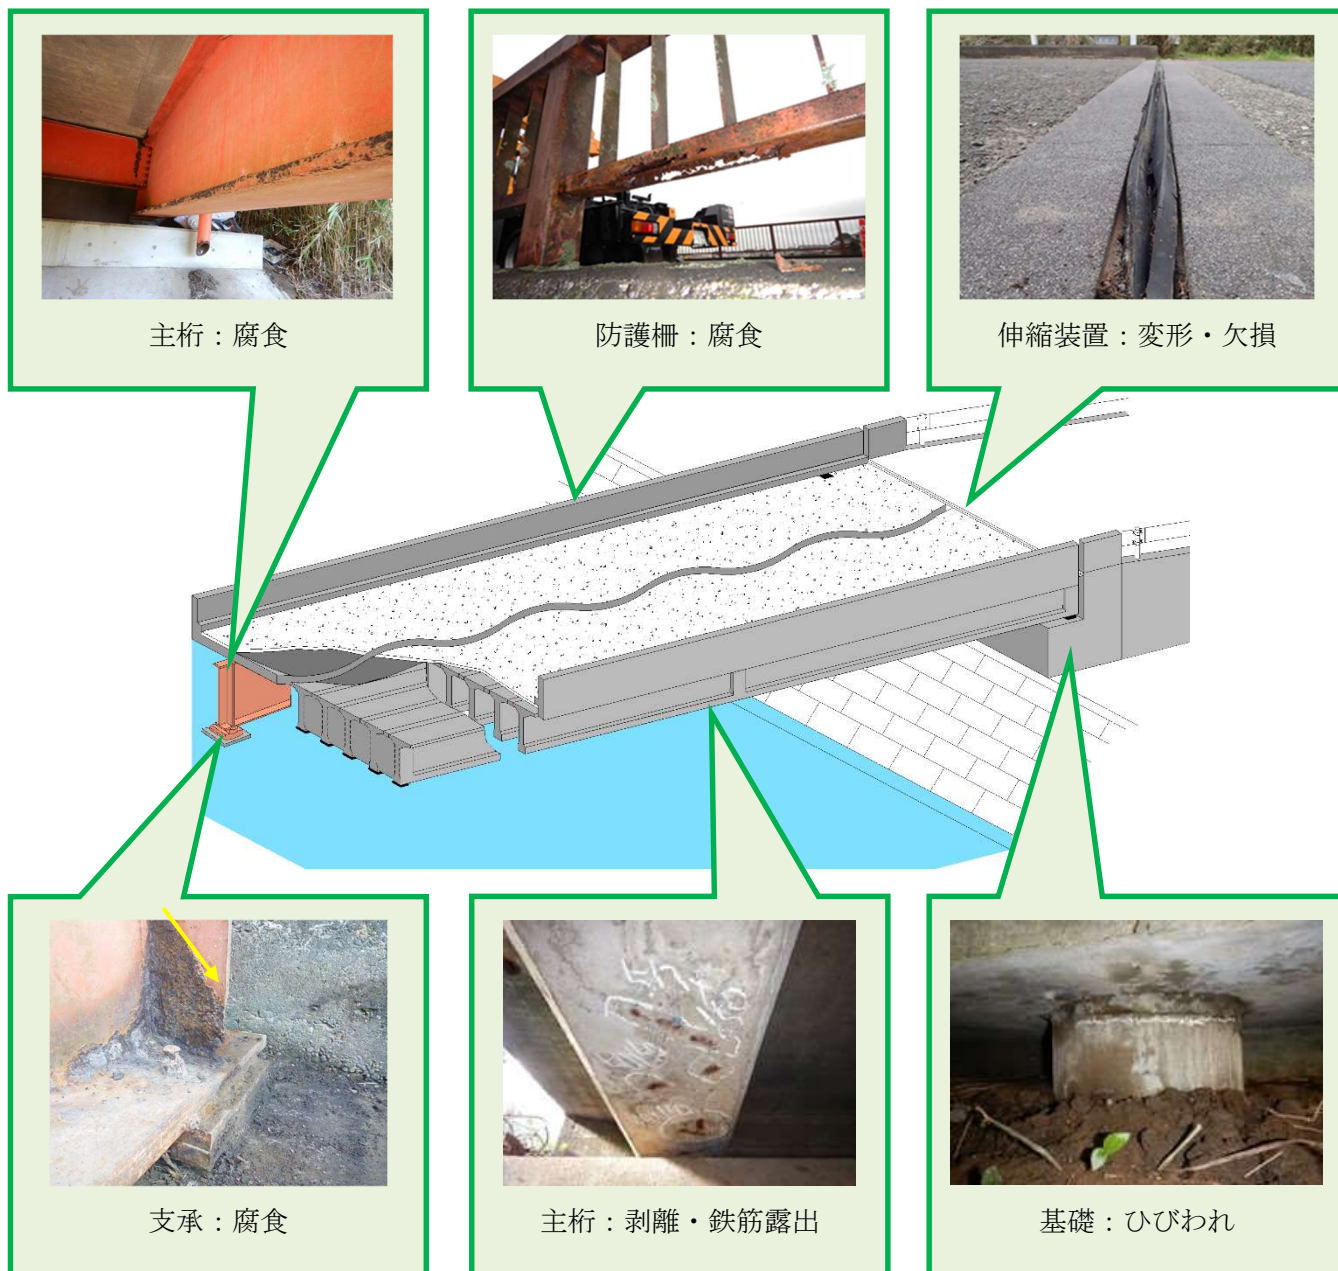 主桁：腐食
防護柵：腐食
伸縮装置：変形・欠損
支承：腐食
主桁：剥離・鉄筋露出
基礎：ひびわれ